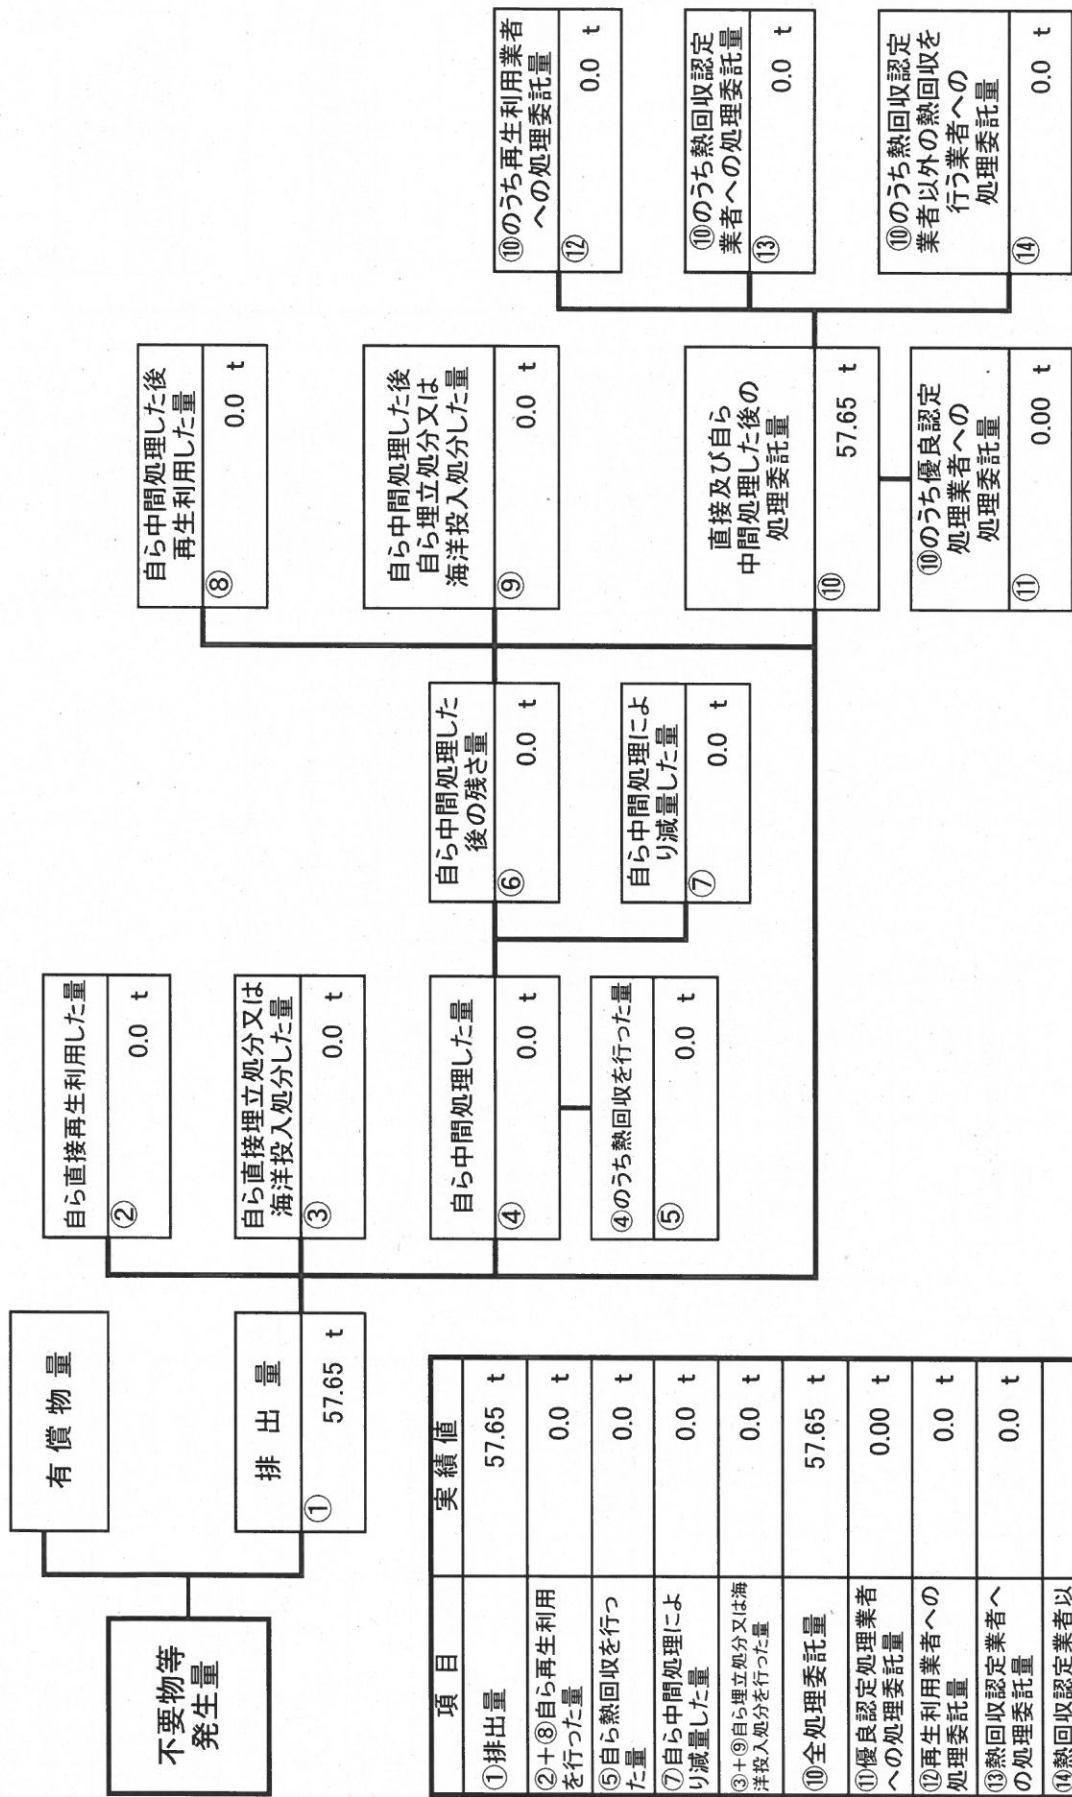 不要物等
発生量
有償物量
排出量
①
57.65 t
自ら直接再生利用した量
②
0.0 t
自ら直接埋立処分又は
海洋投入処分した量
③
0.0 t
自ら中間処理した量
④
0.0 t
④のうち熱回収を行った量
⑤
0.0 t
自ら中間処理した
後の残さ量
⑥
0.0 t
自ら中間処理によ
り減量した量
⑦
0.0 t
自ら中間処理した後
再生利用した量
⑧
0.0 t
自ら中間処理した後
自ら埋立処分又は
海洋投入処分した量
⑨
0.0 t
直接及び自ら
中間処理した後の
処理委託量
⑩
57.65 t
⑩のうち優良認定
処理業者への
処理委託量
⑪
0.00 t
⑩のうち再生利用業者
への処理委託量
⑫
0.0 t
⑩のうち熱回収認定
業者への処理委託量
⑬
0.0 t
⑩のうち熱回収認定
業者以外の熱回収を
行う業者への
処理委託量
⑭
0.0 t
項目 実績値
①排出量 57.65 t
②+⑧自ら再生利用
を行った量 0.0 t
⑤自ら熱回収を行っ
た量 0.0 t
⑦自ら中間処理によ
り減量した量 0.0 t
③+⑨自ら埋立処分又は海
洋投入処分を行った量 0.0 t
⑩全処理委託量 57.65 t
⑪優良認定処理業者
への処理委託量 0.00 t
⑫再生利用業者への
処理委託量 0.0 t
⑬熱回収認定業者へ
の処理委託量 0.0 t
⑭熱回収認定業者以